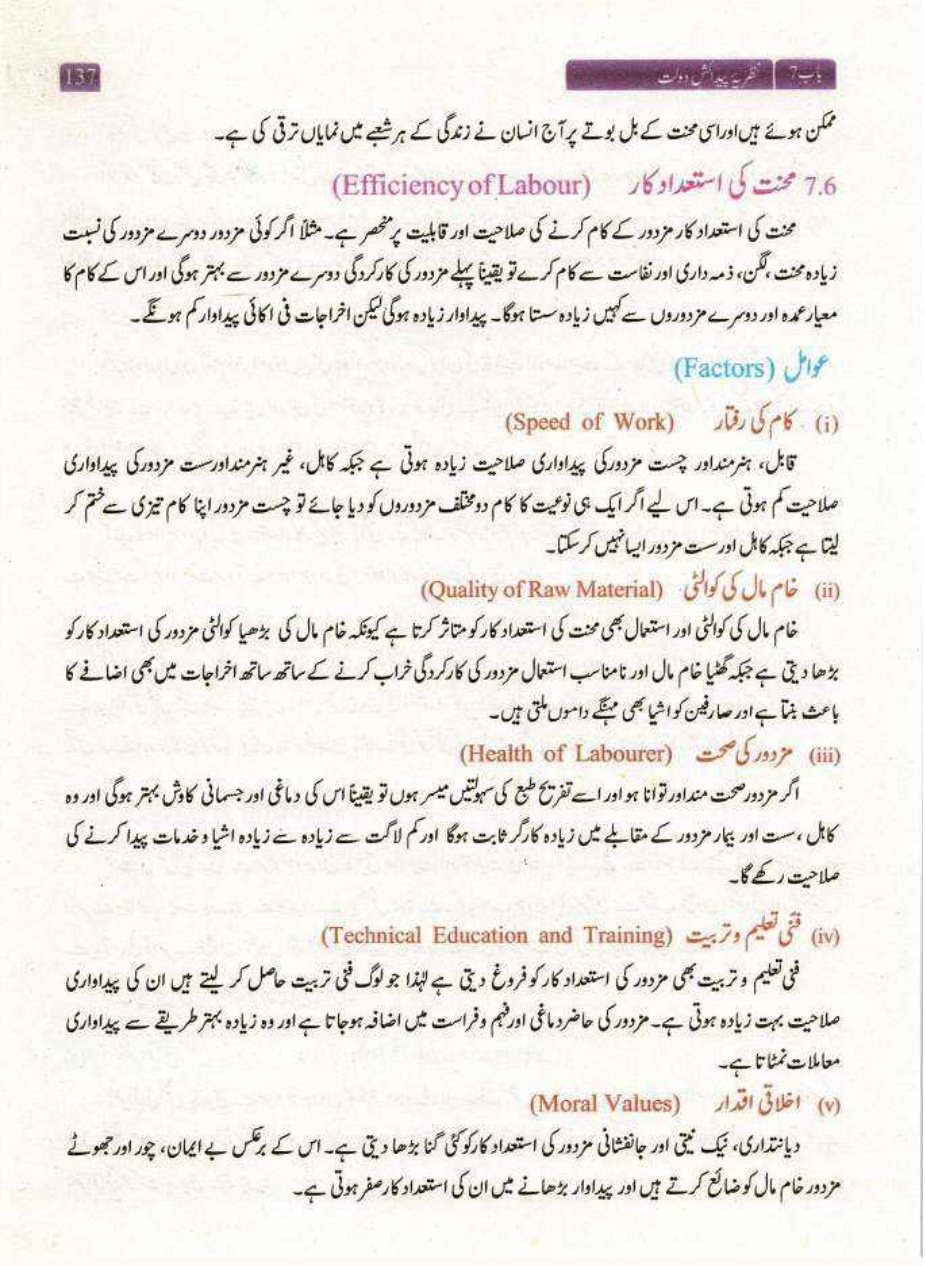 باب 7 نظریۂ پیدائش دولت 137
ممکن ہوئے ہیں اور اسی محنت کے بل بوتے پر آج انسان نے زندگی کے ہر شعبے میں نمایاں ترقی کی ہے۔
7.6 محنت کی استعداد کار (Efficiency of Labour)
محنت کی استعداد کار مزدور کے کام کرنے کی صلاحیت اور قابلیت پر منحصر ہے۔ مثلاً اگر کوئی مزدور دوسرے مزدور کی نسبت
زیادہ محنت، لگن، ذمہ داری اور نفاست سے کام کرے تو یقیناً پہلے مزدور کی کارکردگی دوسرے مزدور سے بہتر ہوگی اور اس کے کام کا
معیار عمدہ اور دوسرے مزدوروں سے کہیں زیادہ سستا ہوگا۔ پیداوار زیادہ ہوگی لیکن اخراجات فی اکائی پیداوار کم ہونگے۔
عوامل (Factors)
(i) کام کی رفتار (Speed of Work)
قابل، ہنرمند اور چست مزدور کی پیداواری صلاحیت زیادہ ہوتی ہے جبکہ کاہل، غیر ہنرمند اور سست مزدور کی پیداواری
صلاحیت کم ہوتی ہے۔ اس لیے اگر ایک ہی نوعیت کا کام دو مختلف مزدوروں کو دیا جائے تو چست مزدور اپنا کام تیزی سے ختم کر
لیتا ہے جبکہ کاہل اور سست مزدور ایسا نہیں کرسکتا۔
(ii) خام مال کی کوالٹی (Quality of Raw Material)
خام مال کی کوالٹی اور استعمال بھی محنت کی استعداد کار کو متاثر کرتا ہے کیونکہ خام مال کی بڑھیا کوالٹی مزدور کی استعداد کار کو
بڑھا دیتی ہے جبکہ گھٹیا خام مال اور نامناسب استعمال مزدور کی کارکردگی خراب کرنے کے ساتھ ساتھ اخراجات میں بھی اضافے کا
باعث بنتا ہے اور صارفین کو اشیا بھی مہنگے داموں ملتی ہیں۔
(iii) مزدور کی صحت (Health of Labourer)
اگر مزدور صحت مند اور توانا ہو اور اسے تفریح طبع کی سہولتیں میسر ہوں تو یقیناً اس کی دماغی اور جسمانی کاوش بہتر ہوگی اور وہ
کاہل، سست اور بیمار مزدور کے مقابلے میں زیادہ کارگر ثابت ہوگا اور کم لاگت سے زیادہ سے زیادہ اشیا و خدمات پیدا کرنے کی
صلاحیت رکھے گا۔
(iv) فنی تعلیم و تربیت (Technical Education and Training)
فنی تعلیم و تربیت بھی مزدور کی استعداد کار کو فروغ دیتی ہے لہٰذا جو لوگ فنی تربیت حاصل کر لیتے ہیں ان کی پیداواری
صلاحیت بہت زیادہ ہوتی ہے۔ مزدور کی حاضر دماغی اور فہم و فراست میں اضافہ ہوجاتا ہے اور وہ زیادہ بہتر طریقے سے پیداواری
معاملات نمٹاتا ہے۔
(v) اخلاقی اقدار (Moral Values)
دیانتداری، نیک نیتی اور جانفشانی مزدور کی استعداد کار کو کئی گنا بڑھا دیتی ہے۔ اس کے برعکس بے ایمان، چور اور جھوٹے
مزدور خام مال کو ضائع کرتے ہیں اور پیداوار بڑھانے میں ان کی استعداد کار صفر ہوتی ہے۔